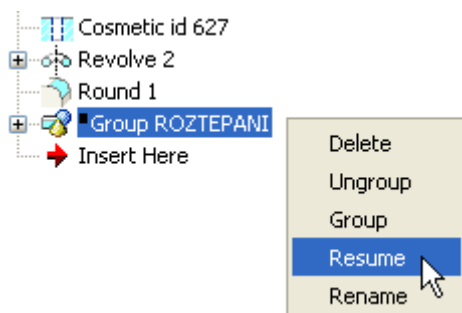 Cosmetic id 627
Revolve 2
Round 1
Group ROZTEPANI
Insert Here
Delete
Ungroup
Group
Resume
Rename